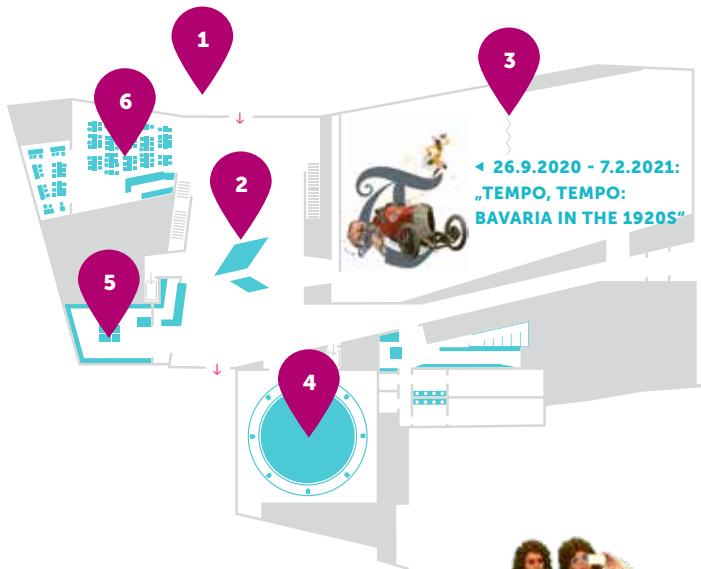 1
3
6
2
◄ 26.9.2020 - 7.2.2021:
„TEMPO, TEMPO:
BAVARIA IN THE 1920S"
5
4